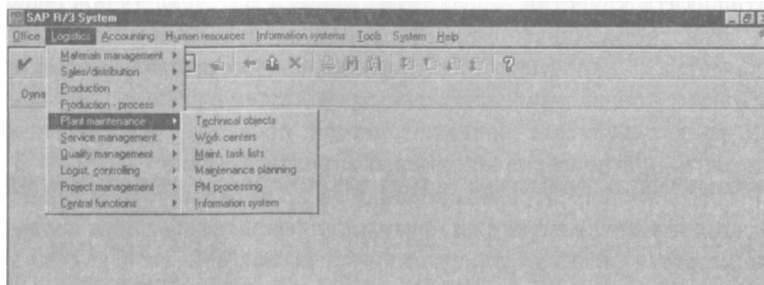 SAP R/3 System
Office Logistics Accounting Human resources Information systems Tools System Help
Materials management
Sales/distribution
Dyna
Production
Production - process
Plant maintenance
Service management
Quality management
Logist. controlling
Project management
Central functions
Technical objects
Work centers
Maint. task lists
Maintenance planning
PM processing
Information system